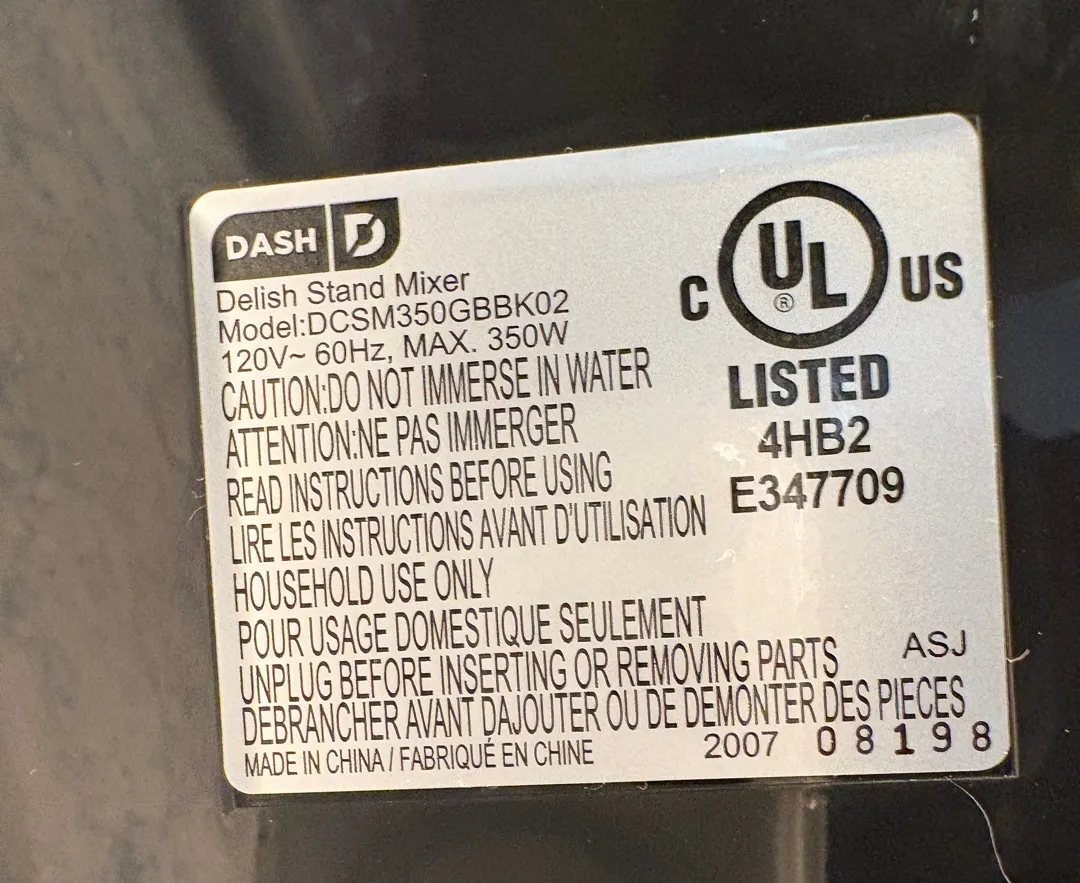 DASH D
Delish Stand Mixer
Model:DCSM350GBBK02
120V~ 60Hz, MAX. 350W
CAUTION:DO NOT IMMERSE IN WATER
ATTENTION:NE PAS IMMERGER
READ INSTRUCTIONS BEFORE USING
LIRE LES INSTRUCTIONS AVANT D'UTILISATION
HOUSEHOLD USE ONLY
POUR USAGE DOMESTIQUE SEULEMENT
UNPLUG BEFORE INSERTING OR REMOVING PARTS
DEBRANCHER AVANT DAJOUTER OU DE DEMONTER DES PIECES
MADE IN CHINA / FABRIQUÉ EN CHINE
C UL ® US
LISTED
4HB2
E347709
ASJ
2007 08198